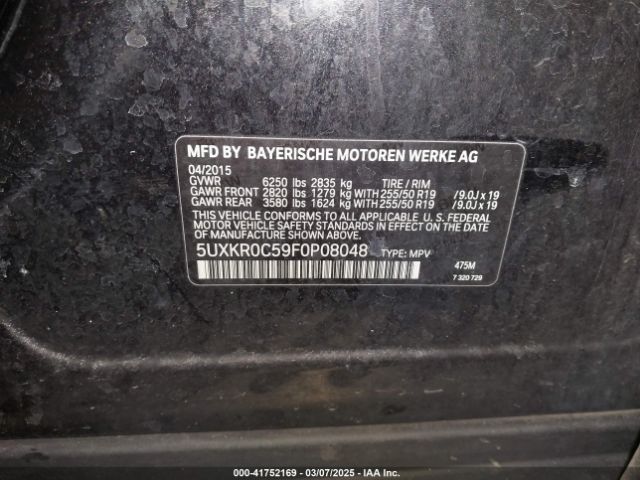 MFD BY BAYERISCHE MOTOREN WERKE AG
04/2015
GVWR 6250 lbs 2835 kg TIRE / RIM
GAWR FRONT 2820 lbs 1279 kg WITH 255/50 R19 /9.0J x 19
GAWR REAR 3580 lbs 1624 kg WITH 255/50 R19 /9.0J x 19
THIS VEHICLE CONFORMS TO ALL APPLICABLE U. S. FEDERAL
MOTOR VEHICLE SAFETY STANDARDS IN EFFECT ON THE DATE
OF MANUFACTURE SHOWN ABOVE.
5UXKR0C59F0P08048 TYPE: MPV
475M
7 320 729
000-41752169 - 03/07/2025 - IAA Inc.